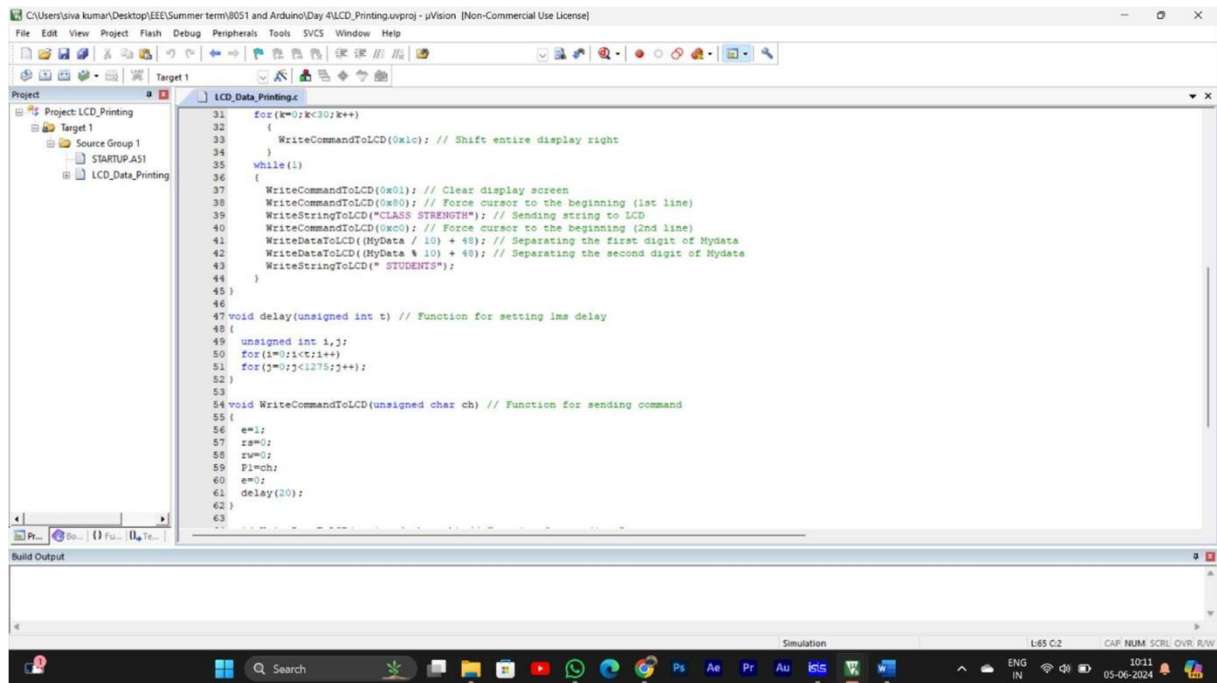 C:\Users\siva kumar\Desktop\EEE\Summer term\8051 and Arduino\Day 4\LCD_Printing.uvproj - µVision [Non-Commercial Use License]
File Edit View Project Flash Debug Peripherals Tools SVCS Window Help
Target 1
Project
LCD_Data_Printing.c
Project: LCD_Printing
Target 1
Source Group 1
STARTUP.A51
LCD_Data_Printing
31 for(k=0;k<30;k++)
32 {
33 WriteCommandToLCD(0x1c); // Shift entire display right
34 }
35 while(1)
36 {
37 WriteCommandToLCD(0x01); // Clear display screen
38 WriteCommandToLCD(0x80); // Force cursor to the beginning (1st line)
39 WriteStringToLCD("CLASS STRENGTH"); // Sending string to LCD
40 WriteCommandToLCD(0xc0); // Force cursor to the beginning (2nd line)
41 WriteDataToLCD((MyData / 10) + 48); // Separating the first digit of Mydata
42 WriteDataToLCD((MyData % 10) + 48); // Separating the second digit of Mydata
43 WriteStringToLCD(" STUDENTS");
44 }
45 }
46
47 void delay(unsigned int t) // Function for setting 1ms delay
48 {
49 unsigned int i,j;
50 for(i=0;i<t;i++)
51 for(j=0;j<1275;j++);
52 }
53
54 void WriteCommandToLCD(unsigned char ch) // Function for sending command
55 {
56 e=1;
57 rs=0;
58 rw=0;
59 P1=ch;
60 e=0;
61 delay(20);
62 }
63
Pr... Bo... {} Fu... 0 Te...
Build Output
Simulation L:65 C:2 CAP NUM SCRL OVR R/W
Search Ps Ae Pr Au isis W ENG IN 10:11 05-06-2024